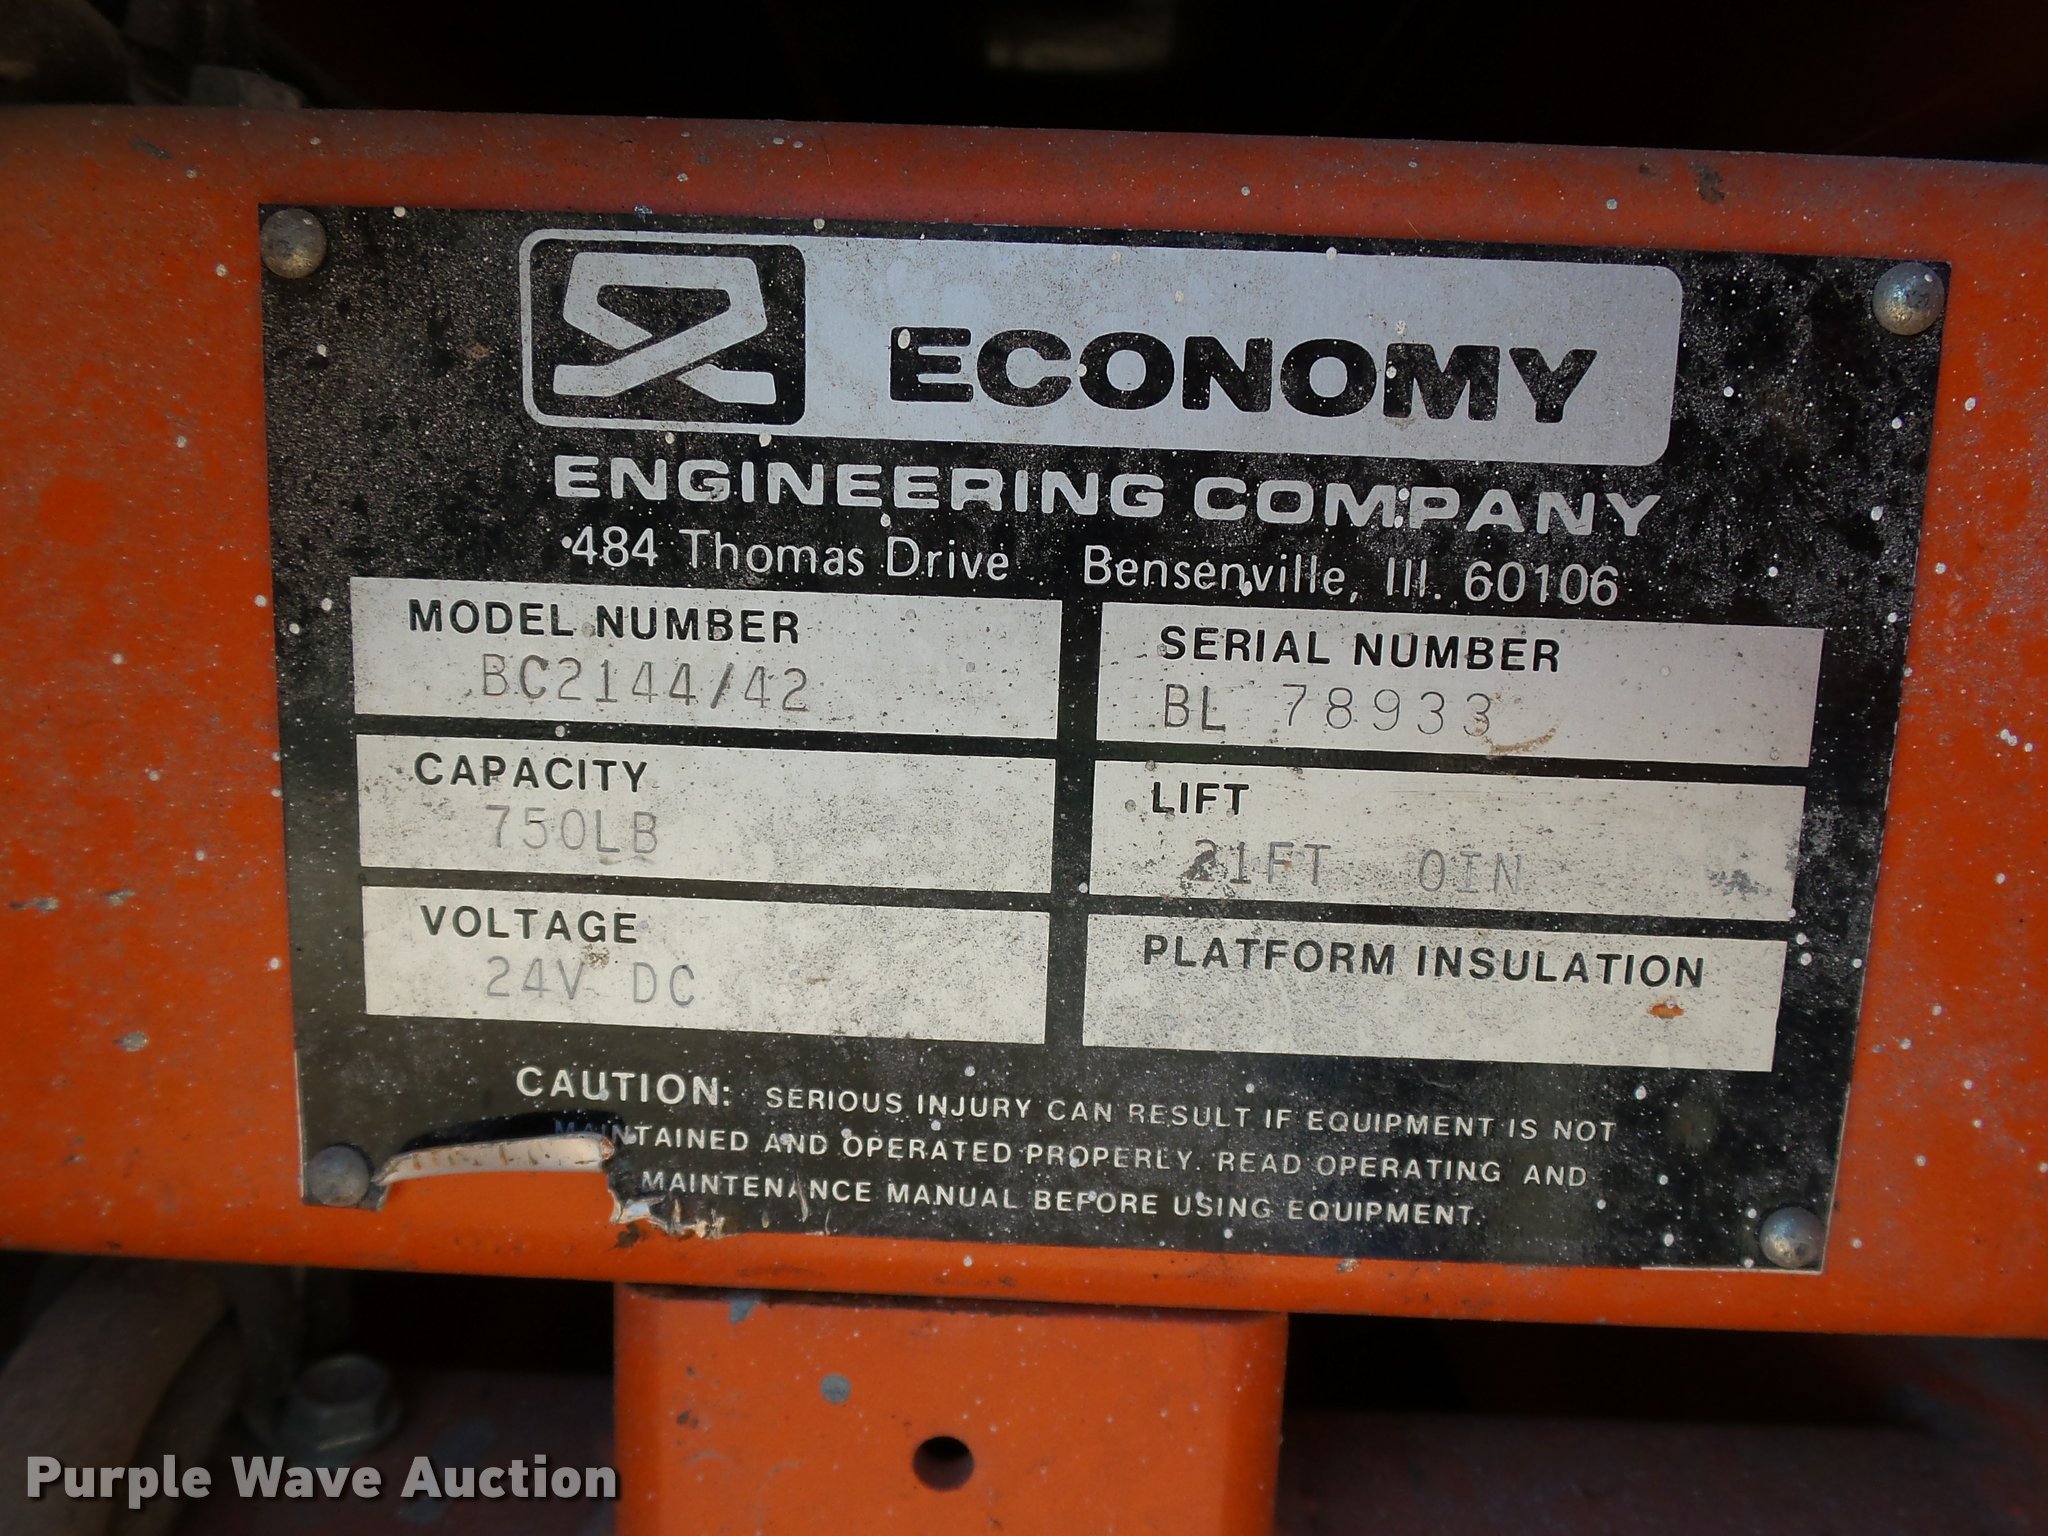 ECONOMY
ENGINEERING COMPANY
484 Thomas Drive Bensenville, Ill. 60106
MODEL NUMBER
BC2144/42
SERIAL NUMBER
BL 78933
CAPACITY
750LB
LIFT
21FT 0IN
VOLTAGE
24V DC
PLATFORM INSULATION
CAUTION: SERIOUS INJURY CAN RESULT IF EQUIPMENT IS NOT
MAINTAINED AND OPERATED PROPERLY. READ OPERATING AND
MAINTENANCE MANUAL BEFORE USING EQUIPMENT.
Purple Wave Auction